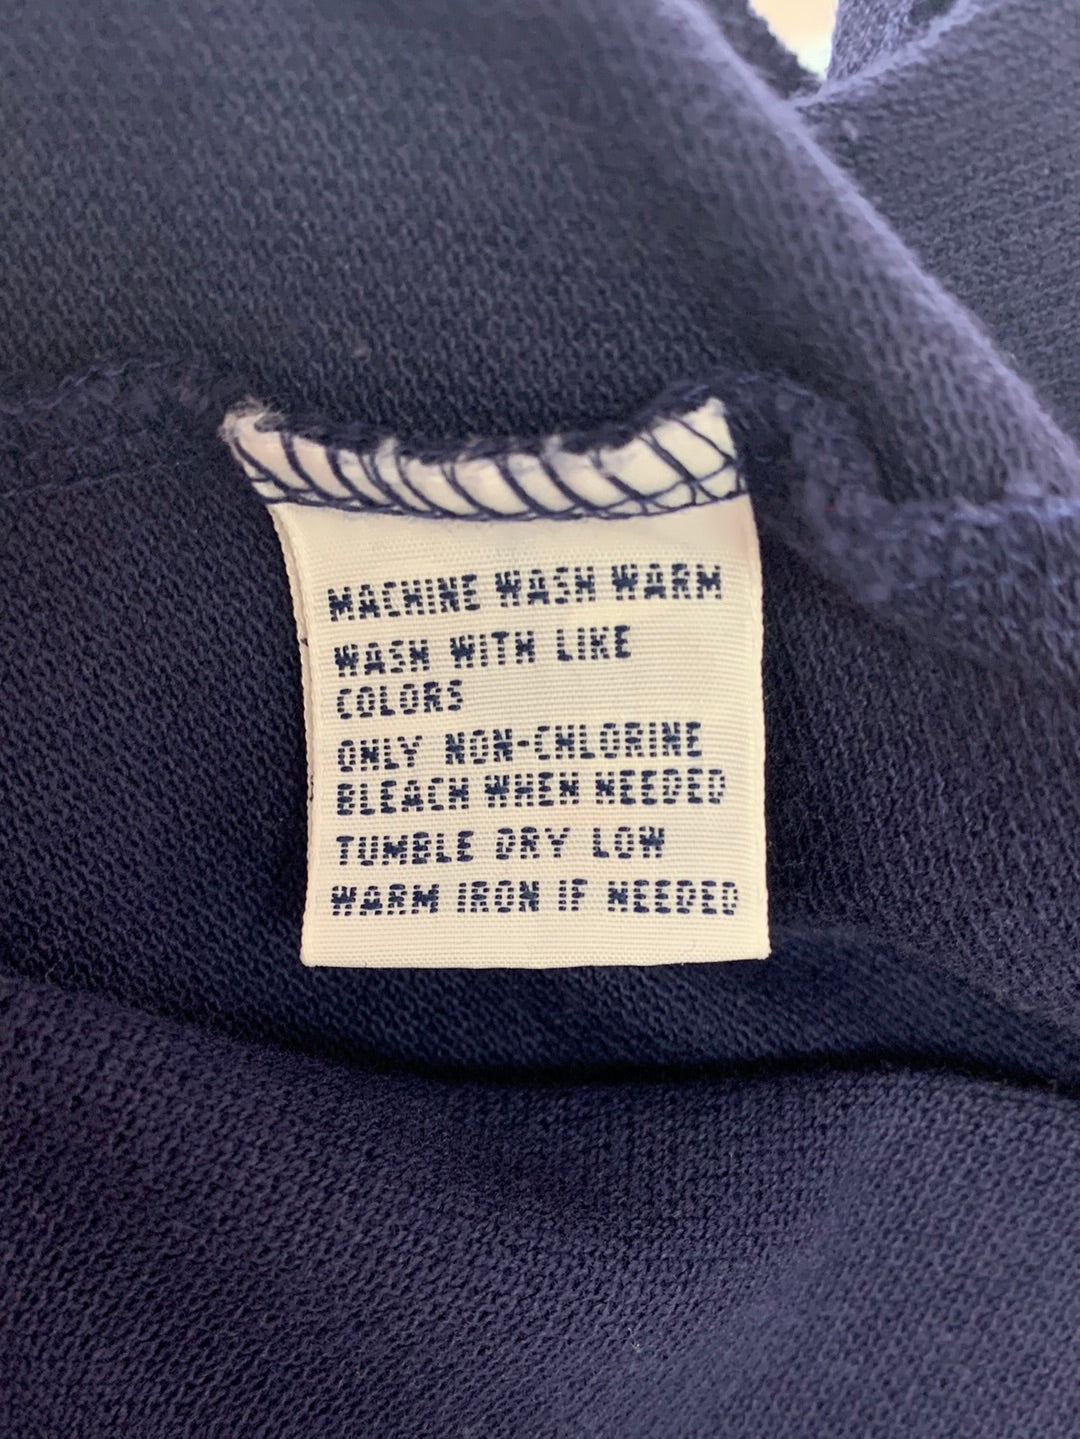 MACHINE WASH WARM
WASH WITH LIKE
COLORS
ONLY NON-CHLORINE
BLEACH WHEN NEEDED
TUMBLE DRY LOW
WARM IRON IF NEEDED